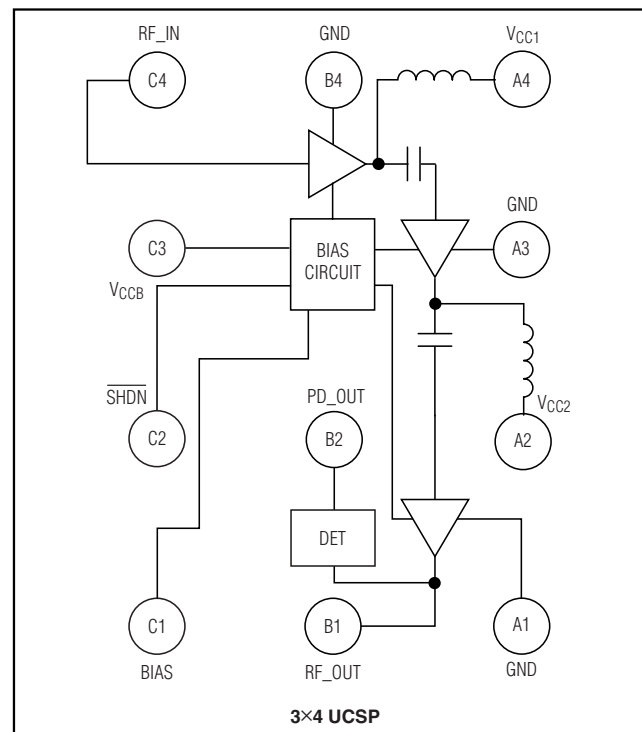 RF_IN
GND
VCC1
C4
B4
A4
GND
C3
BIAS
CIRCUIT
A3
VCCB
SHDN
PD_OUT
VCC2
C2
B2
A2
DET
C1
B1
A1
BIAS
RF_OUT
GND
3×4 UCSP